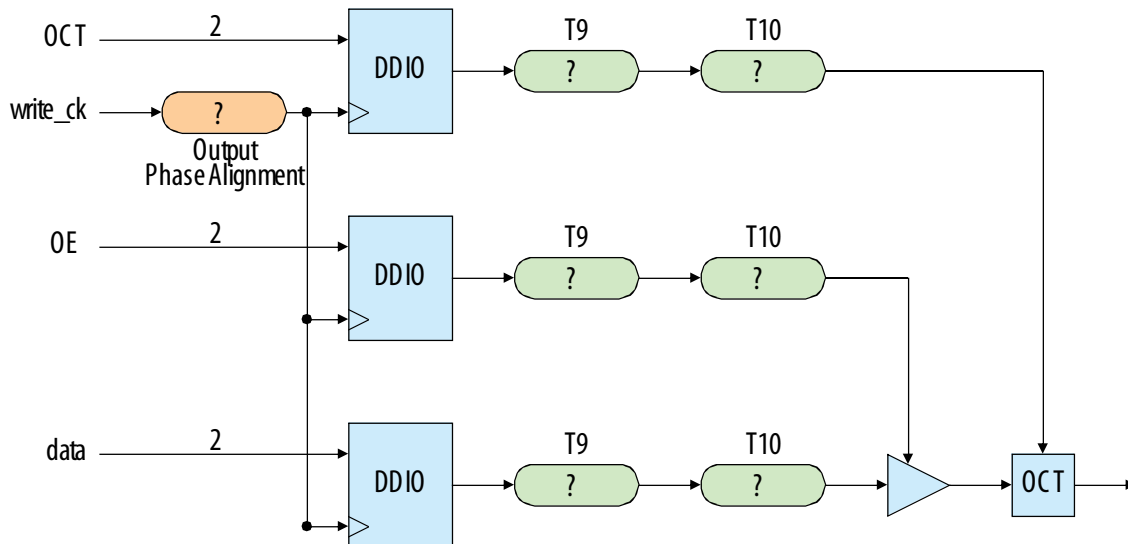 OCT
2
DDIO
T9
?
T10
?
write_ck
?
Output
Phase Alignment
OE
2
DDIO
T9
?
T10
?
data
2
DDIO
T9
?
T10
?
OCT